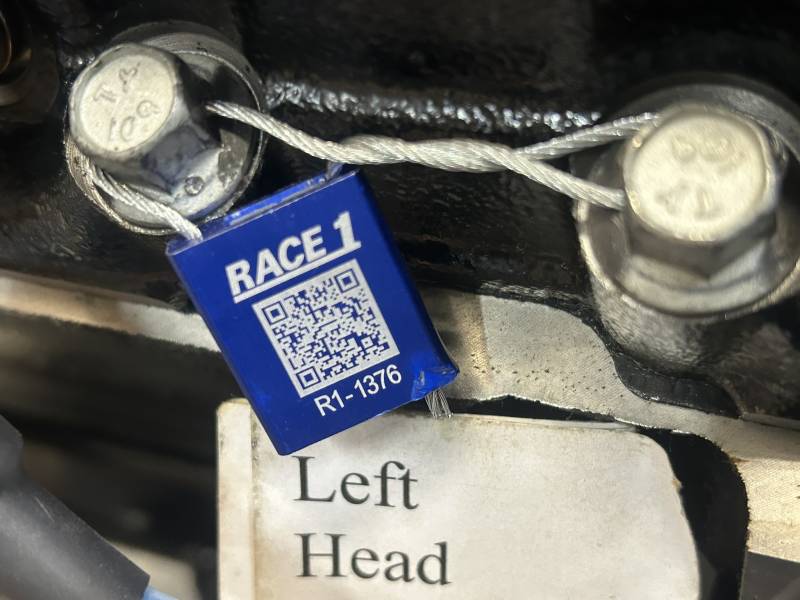 RACE 1
R1-1376
Left
Head